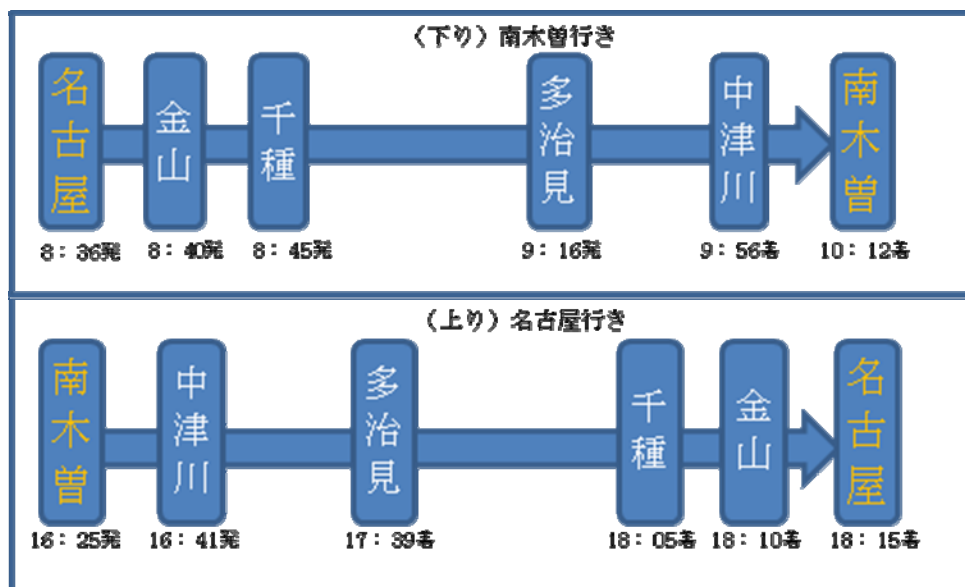 （下り）南木曽行き
名古屋
金山
千種
多治見
中津川
南木曽
8：36発
8：40発
8：45発
9：16発
9：56着
10：12着
（上り）名古屋行き
南木曽
中津川
多治見
千種
金山
名古屋
16：25発
16：41発
17：39着
18：05着
18：10着
18：15着